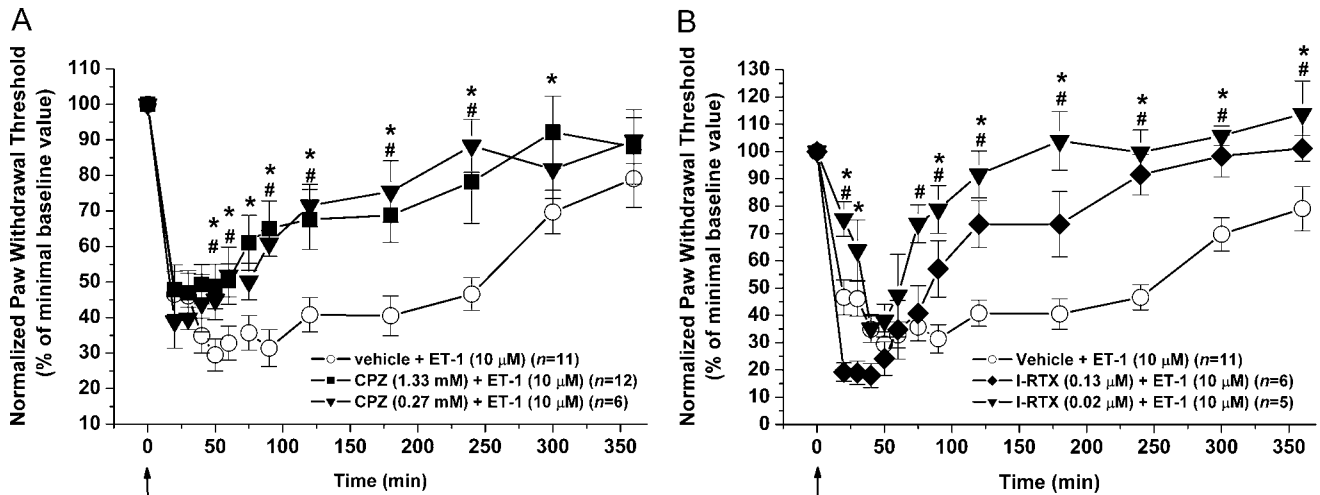 A
Normalized Paw Withdrawal Threshold
(% of minimal baseline value)
110
100
90
80
70
60
50
40
30
20
10
* # * # * * # * # * # * # *
vehicle + ET-1 (10 μM) (n=11)
CPZ (1.33 mM) + ET-1 (10 μM) (n=12)
CPZ (0.27 mM) + ET-1 (10 μM) (n=6)
0 50 100 150 200 250 300 350
Time (min)
B
Normalized Paw Withdrawal Threshold
(% of minimal baseline value)
130
120
110
100
90
80
70
60
50
40
30
20
10
0
* # * # * # * # * # * # * # * #
Vehicle + ET-1 (10 μM) (n=11)
I-RTX (0.13 μM) + ET-1 (10 μM) (n=6)
I-RTX (0.02 μM) + ET-1 (10 μM) (n=5)
0 50 100 150 200 250 300 350
Time (min)